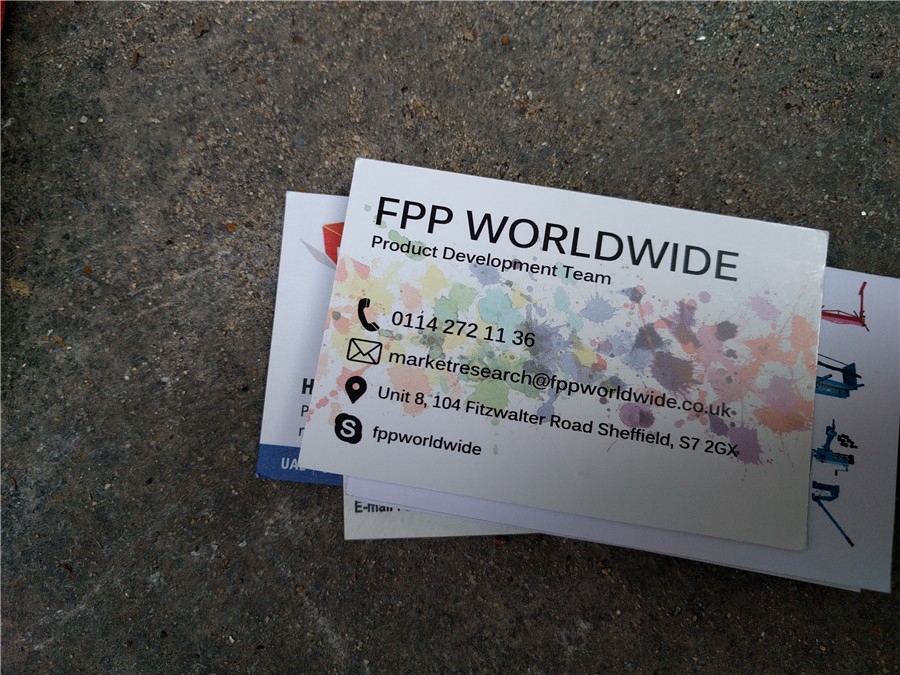 FPP WORLDWIDE
Product Development Team
0114 272 11 36
marketresearch@fppworldwide.co.uk
Unit 8, 104 Fitzwalter Road Sheffield, S7 2GX
fppworldwide
E-mail